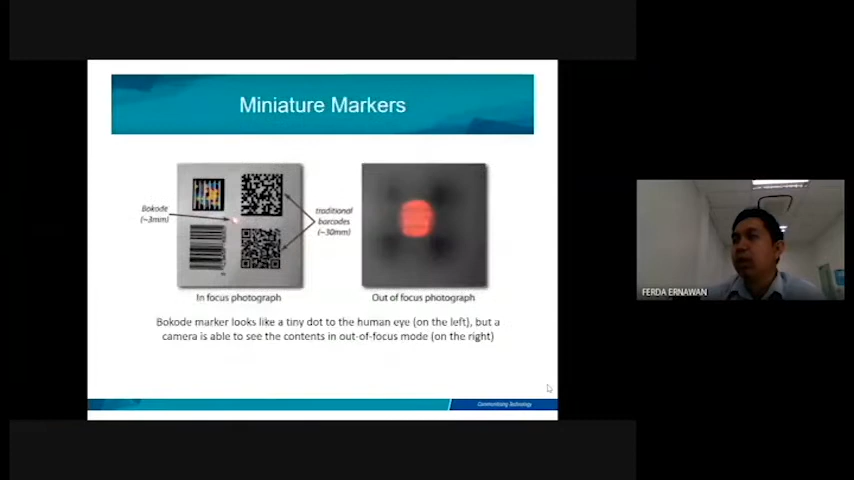 Miniature Markers
Bokode
(~3mm)
traditional
barcodes
(~30mm)
In focus photograph
Out of focus photograph
Bokode marker looks like a tiny dot to the human eye (on the left), but a
camera is able to see the contents in out-of-focus mode (on the right)
Communitising Technology
FERDA ERNAWAN